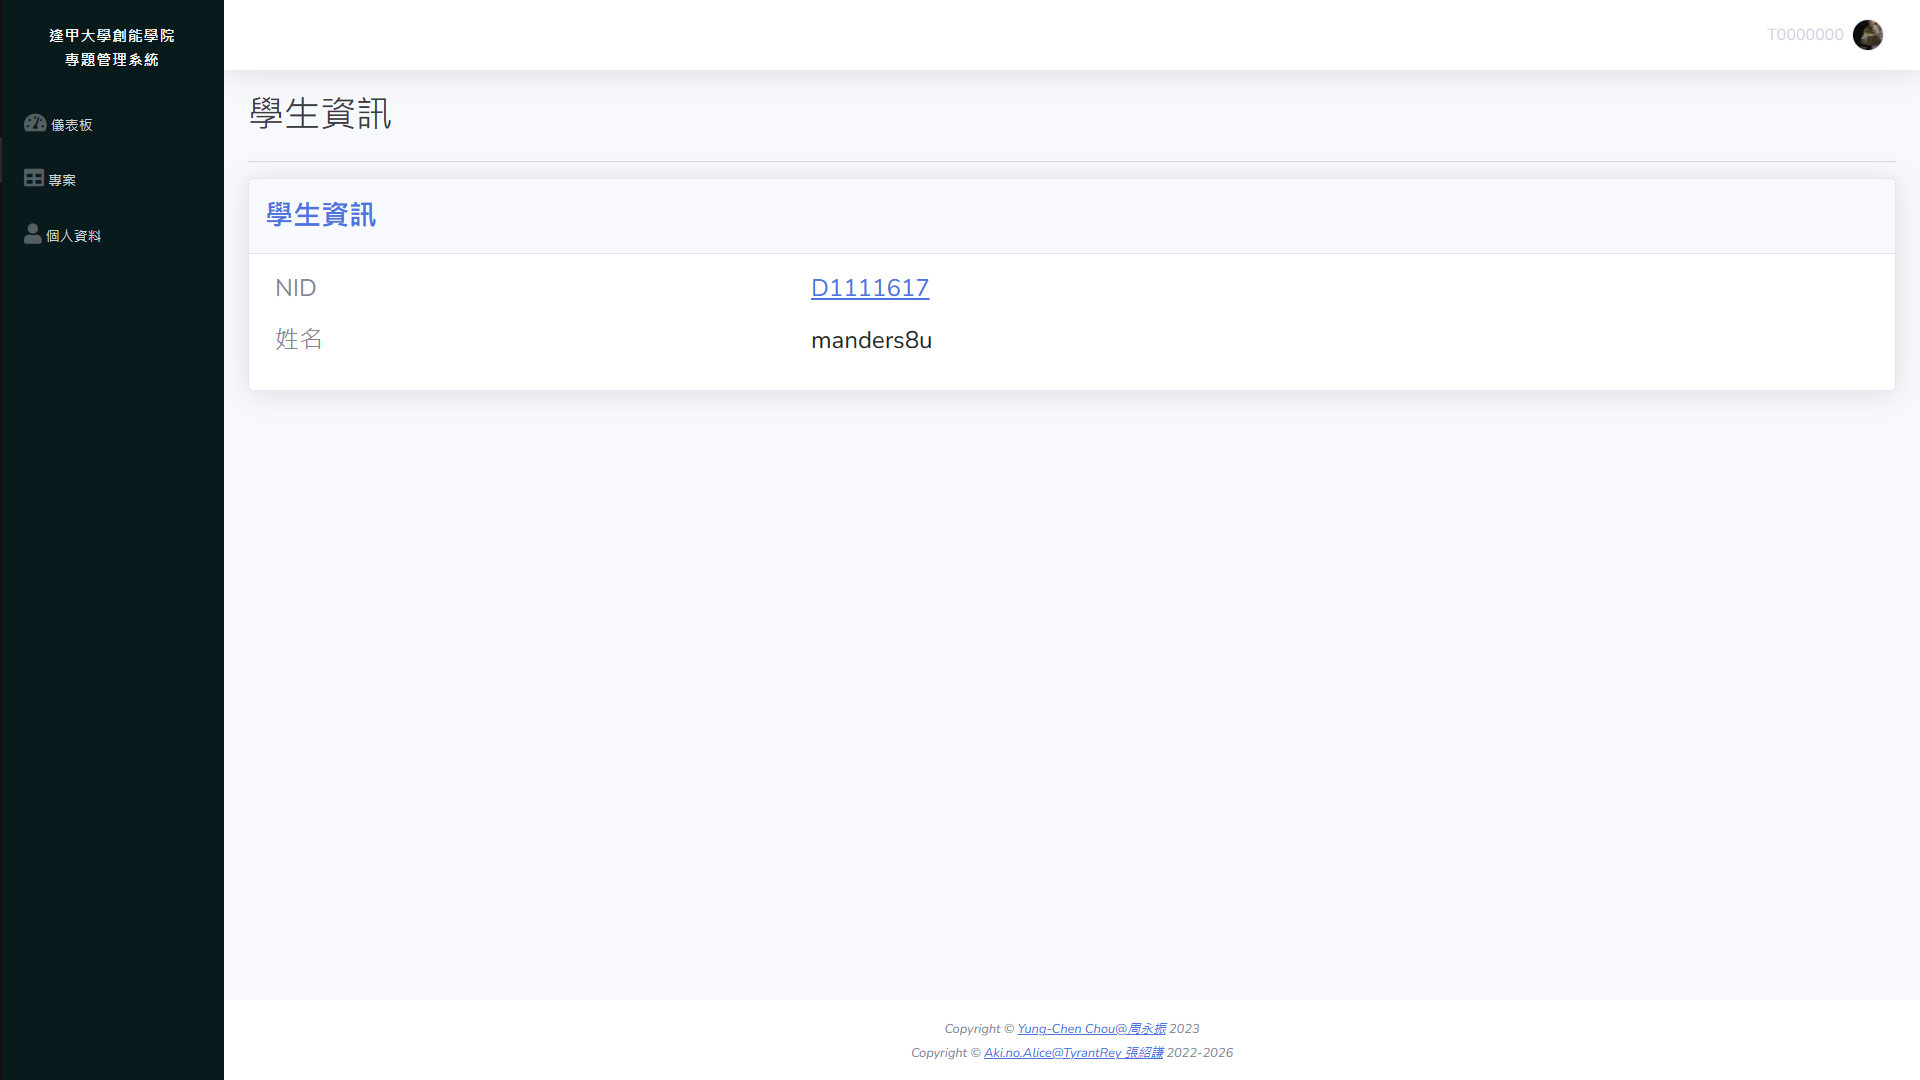 逢甲大學創能學院
專題管理系統
儀表板
專案
個人資料
T0000000
學生資訊
學生資訊
NID D1111617
姓名 manders8u
Copyright © Yung-Chen Chou@周永振 2023
Copyright © Aki.no.Alice@TyrantRey 張紹謙 2022-2026